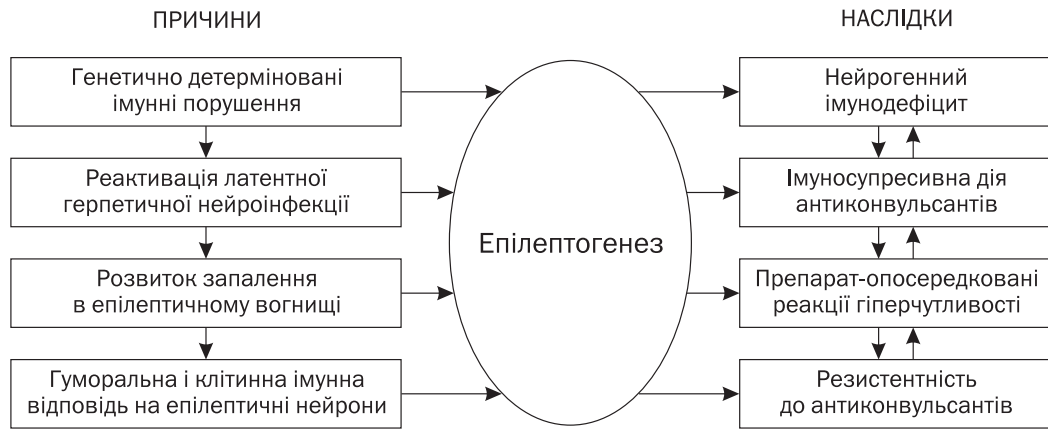 ПРИЧИНИ
НАСЛІДКИ
Генетично детерміновані
імунні порушення
Реактивація латентної
герпетичної нейроінфекції
Розвиток запалення
в епілептичному вогнищі
Гуморальна і клітинна імунна
відповідь на епілептичні нейрони
Епілептогенез
Нейрогенний
імунодефіцит
Імуносупресивна дія
антиконвульсантів
Препарат-опосередковані
реакції гіперчутливості
Резистентність
до антиконвульсантів